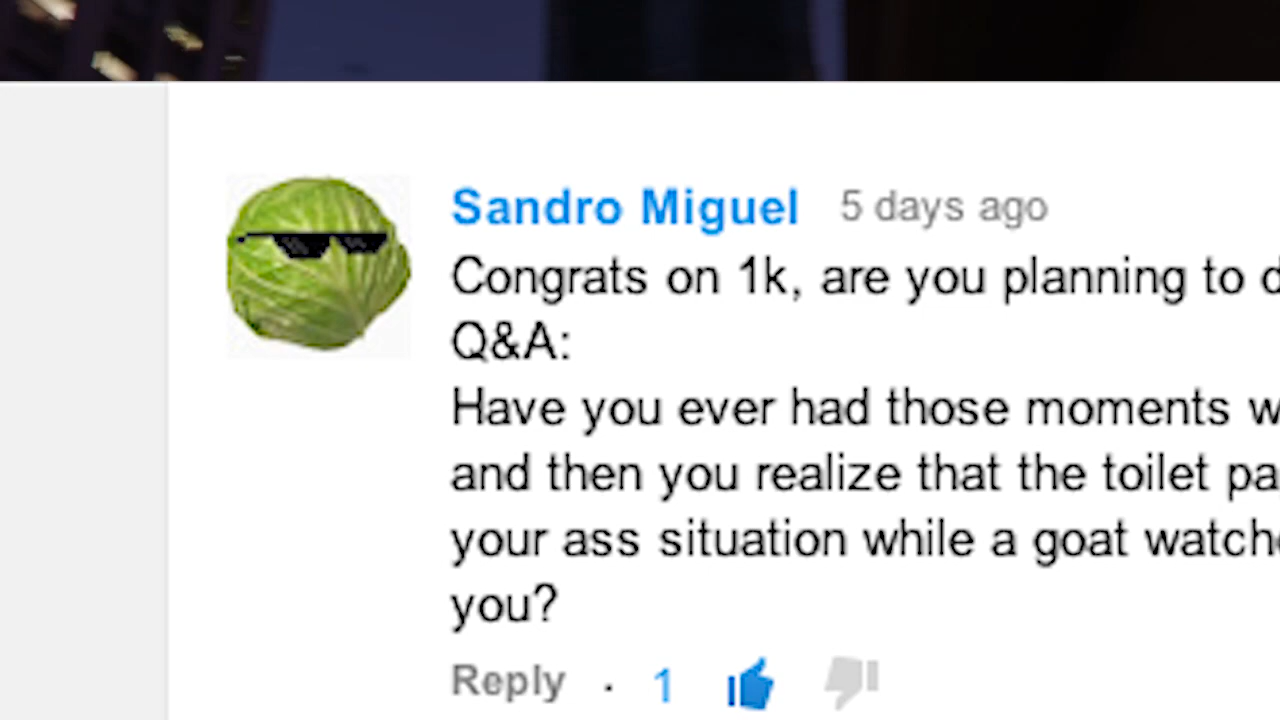 Sandro Miguel 5 days ago
Congrats on 1k, are you planning to
Q&A:
Have you ever had those moments
and then you realize that the toilet
your ass situation while a goat
you?
Reply · 1